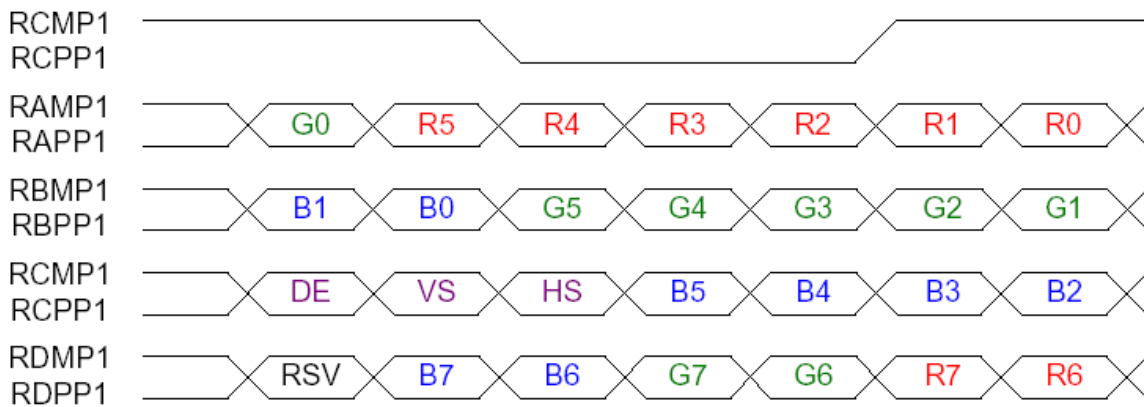 RCMP1
RCPP1
RAMP1
RAPP1
G0 R5 R4 R3 R2 R1 R0
RBMP1
RBPP1
B1 B0 G5 G4 G3 G2 G1
RCMP1
RCPP1
DE VS HS B5 B4 B3 B2
RDMP1
RDPP1
RSV B7 B6 G7 G6 R7 R6